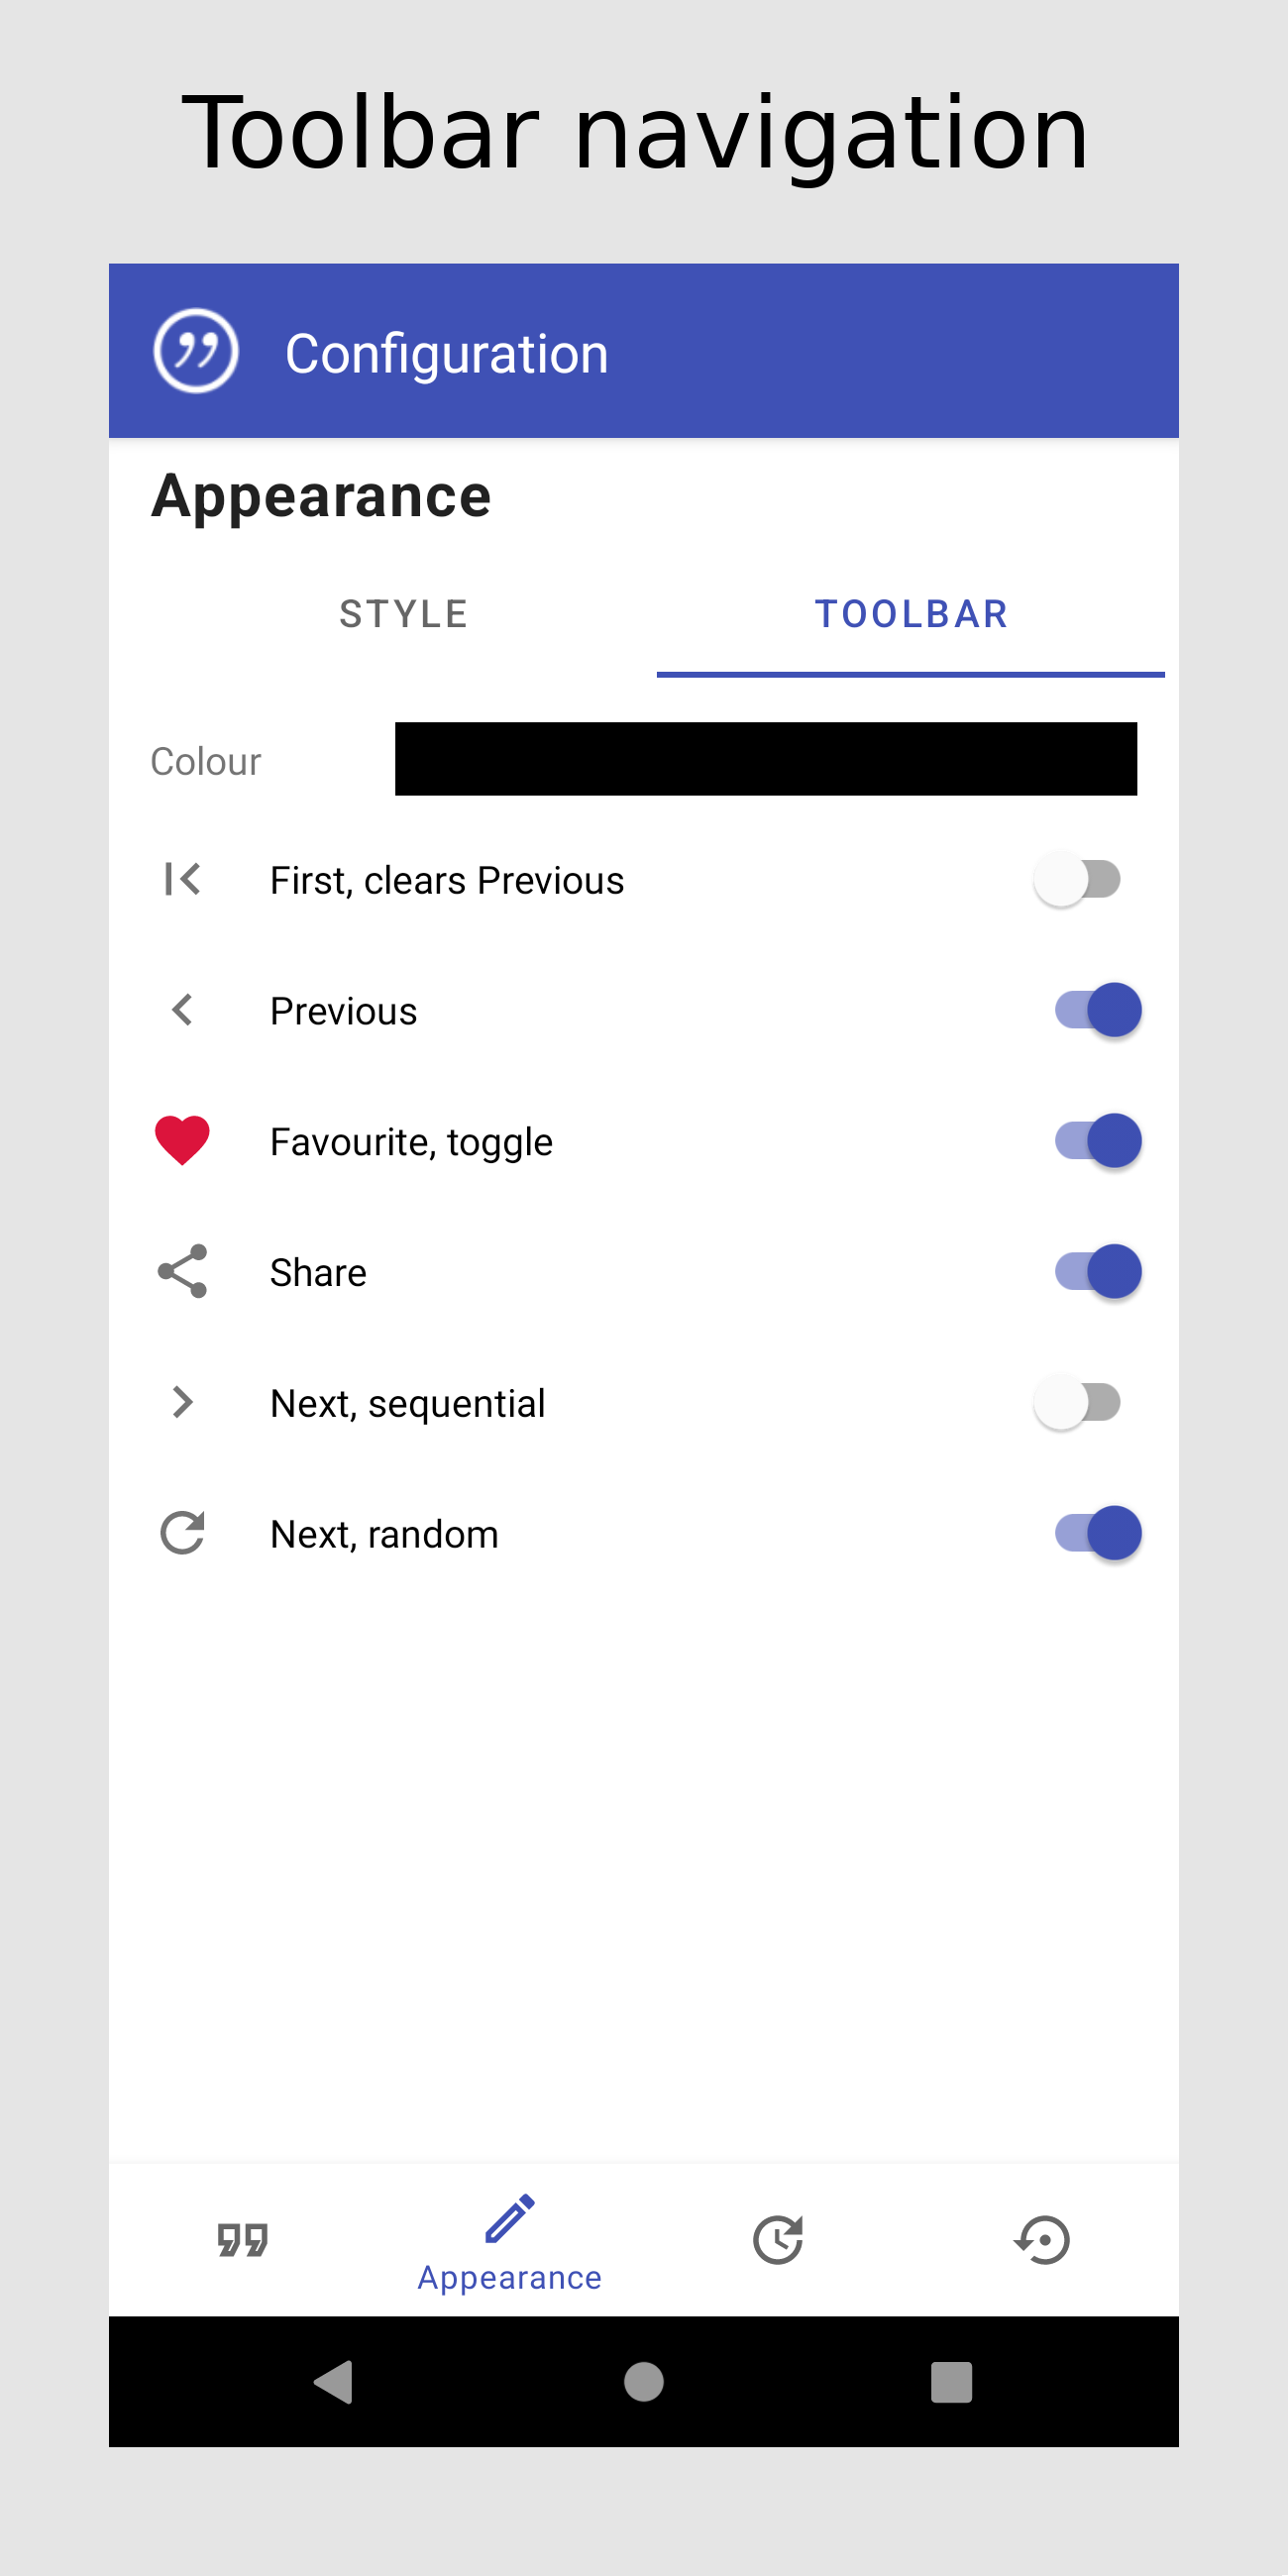 Toolbar navigation
Configuration
Appearance
STYLE
TOOLBAR
Colour
First, clears Previous
Previous
Favourite, toggle
Share
Next, sequential
Next, random
Appearance